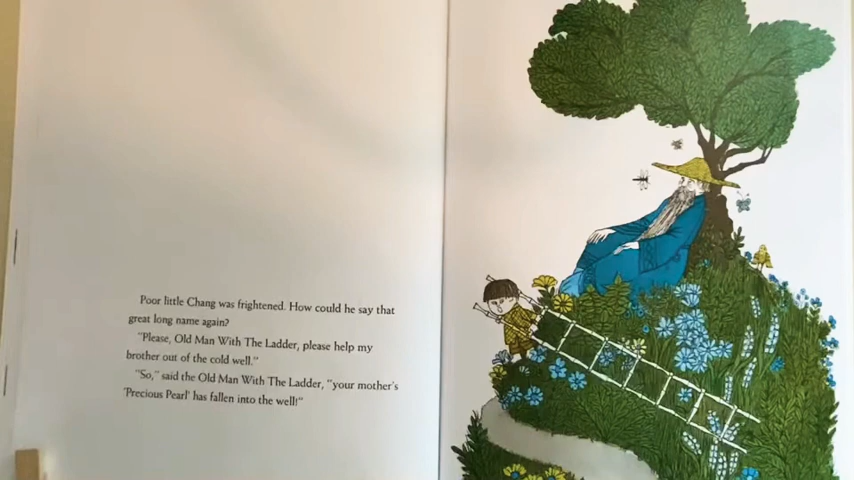 Poor little Chang was frightened. How could he say that
great long name again?
"Please, Old Man With The Ladder, please help my
brother out of the cold well."
"So," said the Old Man With The Ladder, "your mother's
'Precious Pearl' has fallen into the well!"